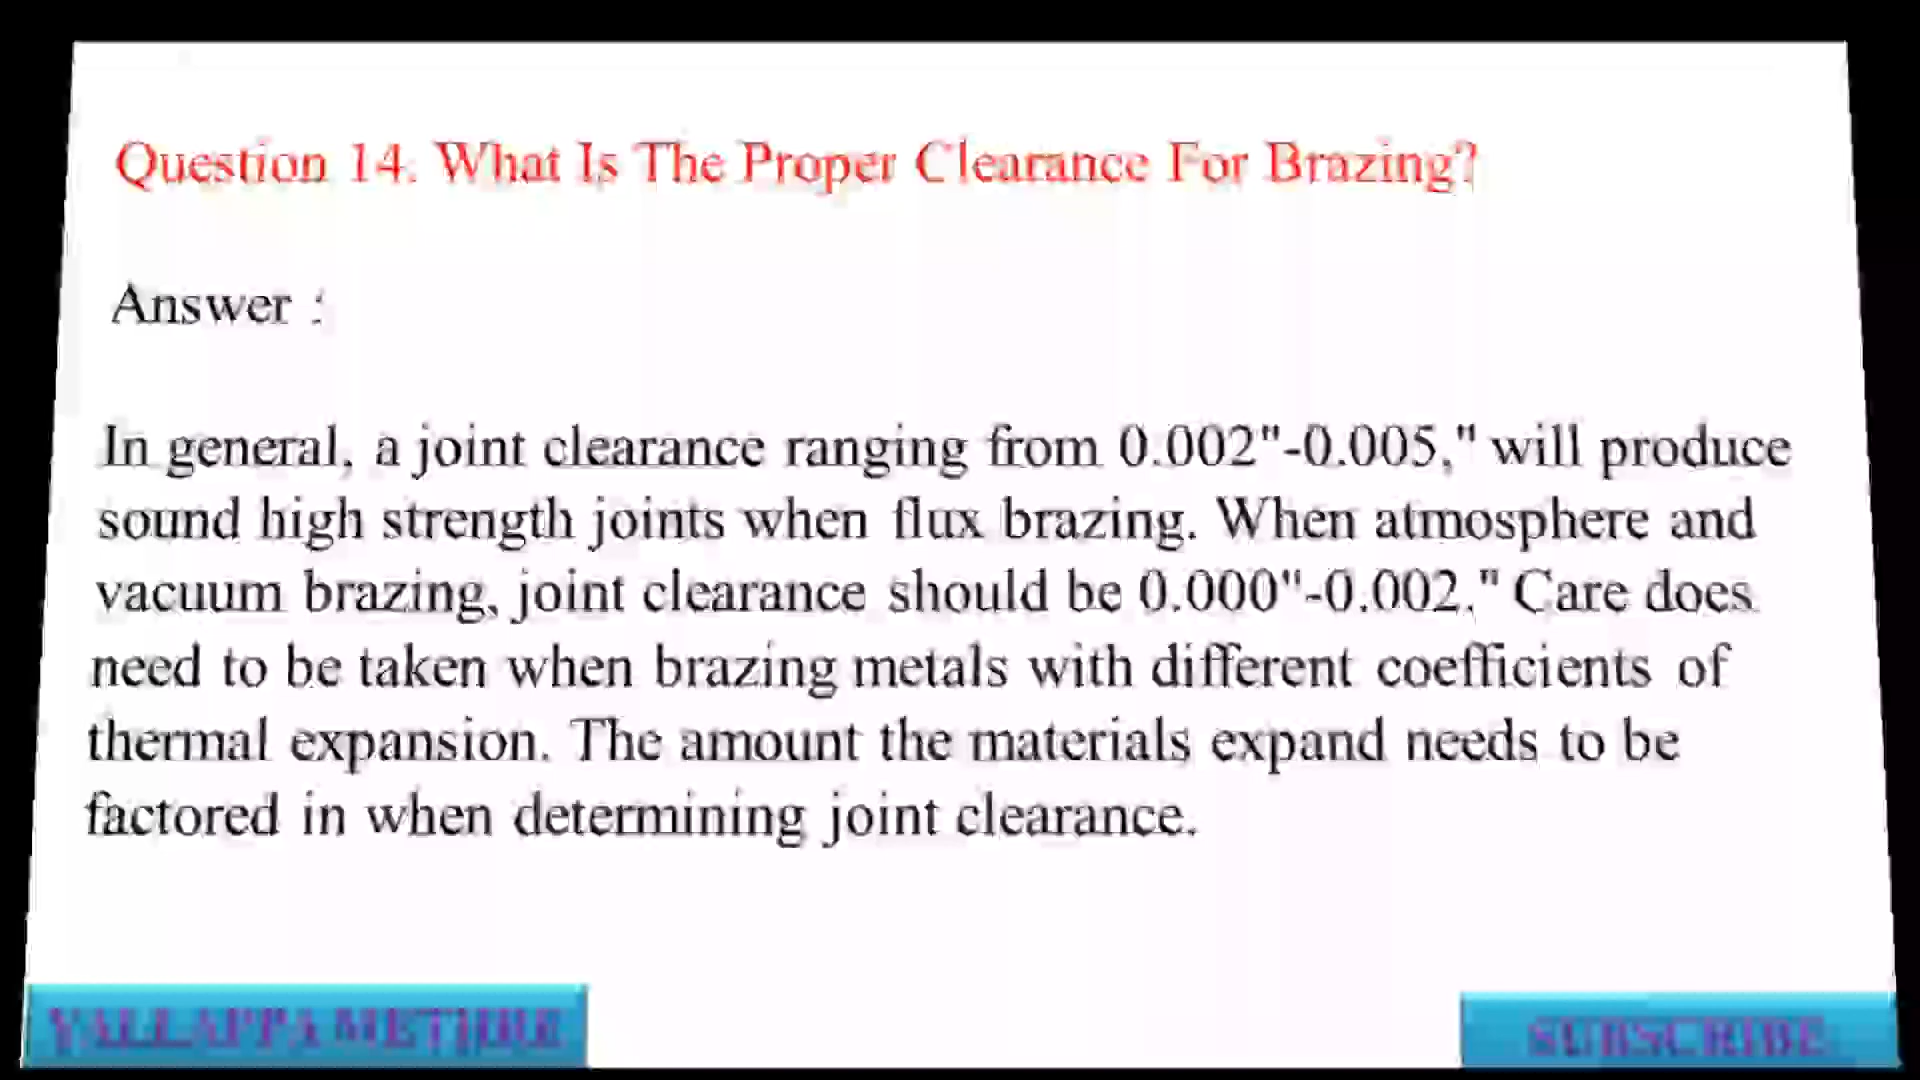 Question 14. What Is The Proper Clearance For Brazing?
Answer :
In general, a joint clearance ranging from 0.002"-0.005," will produce
sound high strength joints when flux brazing. When atmosphere and
vacuum brazing, joint clearance should be 0.000"-0.002." Care does
need to be taken when brazing metals with different coefficients of
thermal expansion. The amount the materials expand needs to be
factored in when determining joint clearance.
YALLAPPA METHRE
SUBSCRIBE